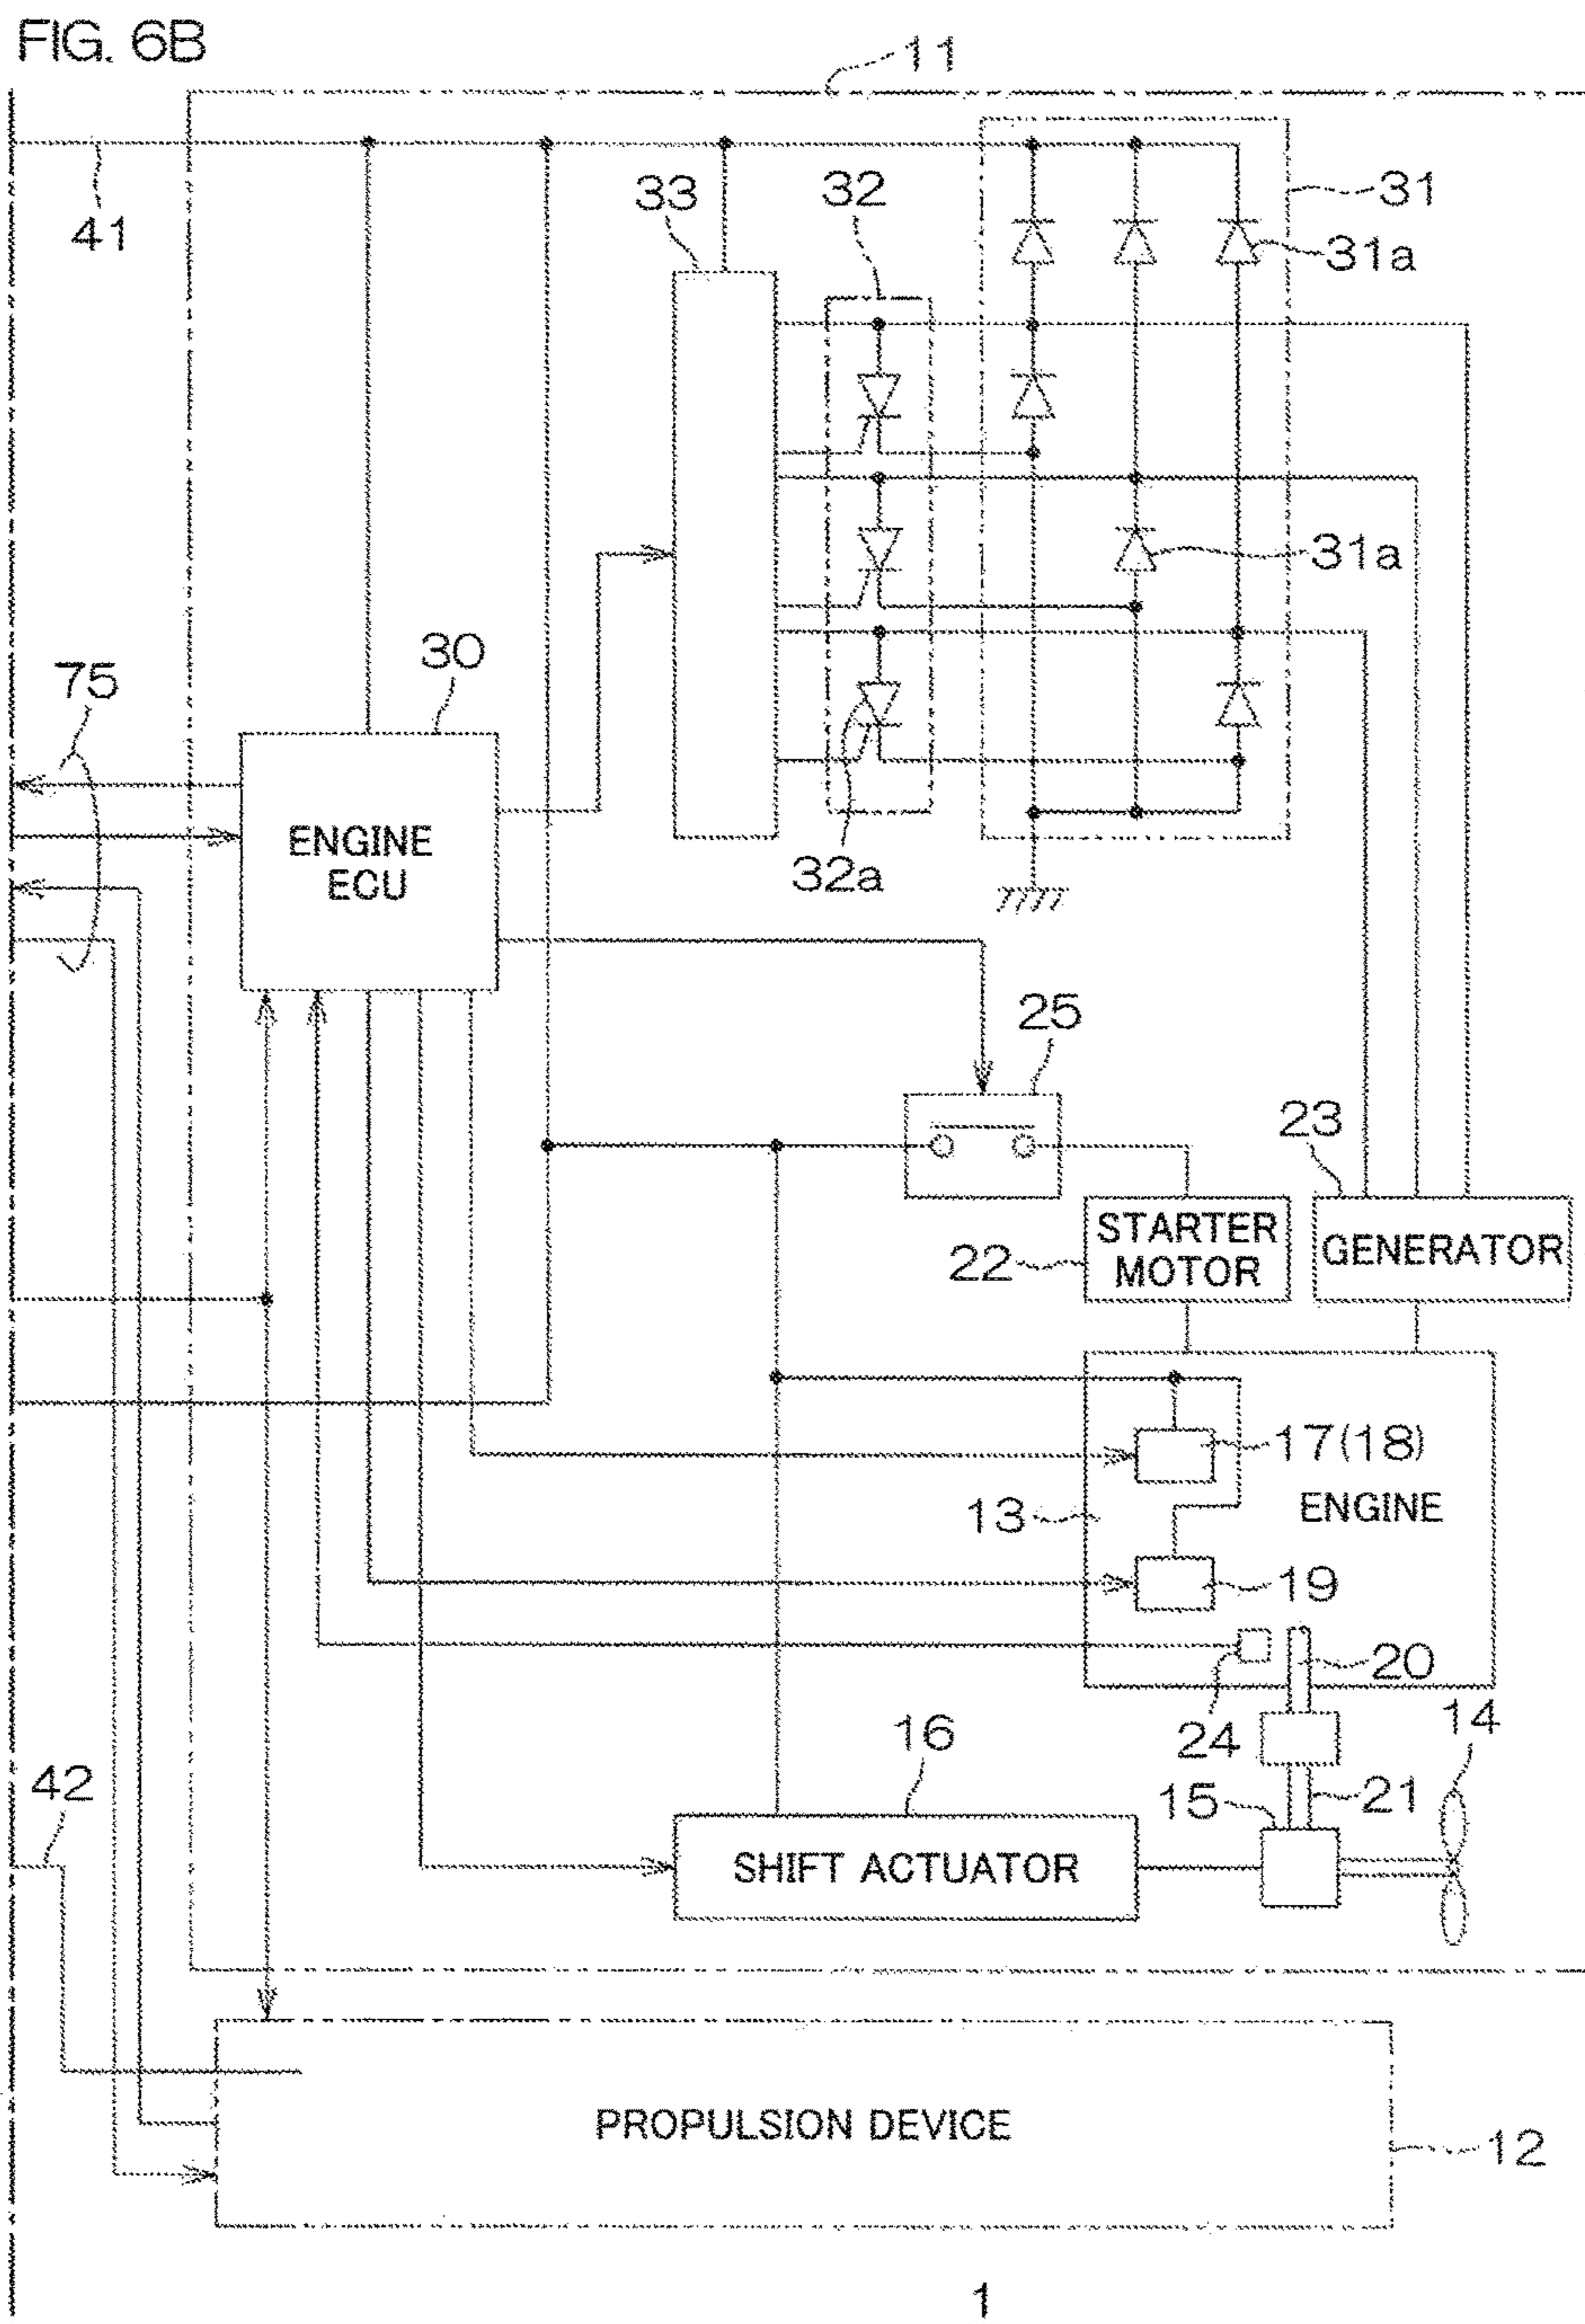 FIG. 6B
11
41
33
32
31
31a
31a
30
75
ENGINE
ECU
32a
25
23
22
STARTER
MOTOR
GENERATOR
17(18)
13
ENGINE
19
20
24
14
16
42
15
21
SHIFT ACTUATOR
PROPULSION DEVICE
12
1